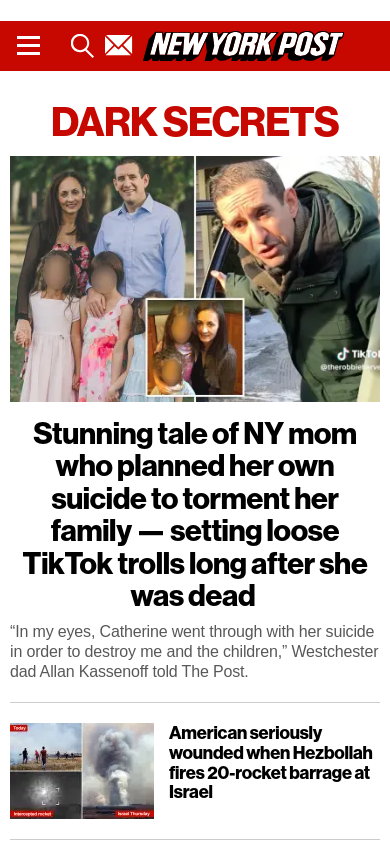 NEW YORK POST
DARK SECRETS
TikTok
Stunning tale of NY mom
who planned her own
suicide to torment her
family — setting loose
TikTok trolls long after she
was dead
“In my eyes, Catherine went through with her suicide
in order to destroy me and the children,” Westchester
dad Allan Kassenoff told The Post.
Today
Intercepted rocket
Israel Thursday
American seriously
wounded when Hezbollah
fires 20-rocket barrage at
Israel